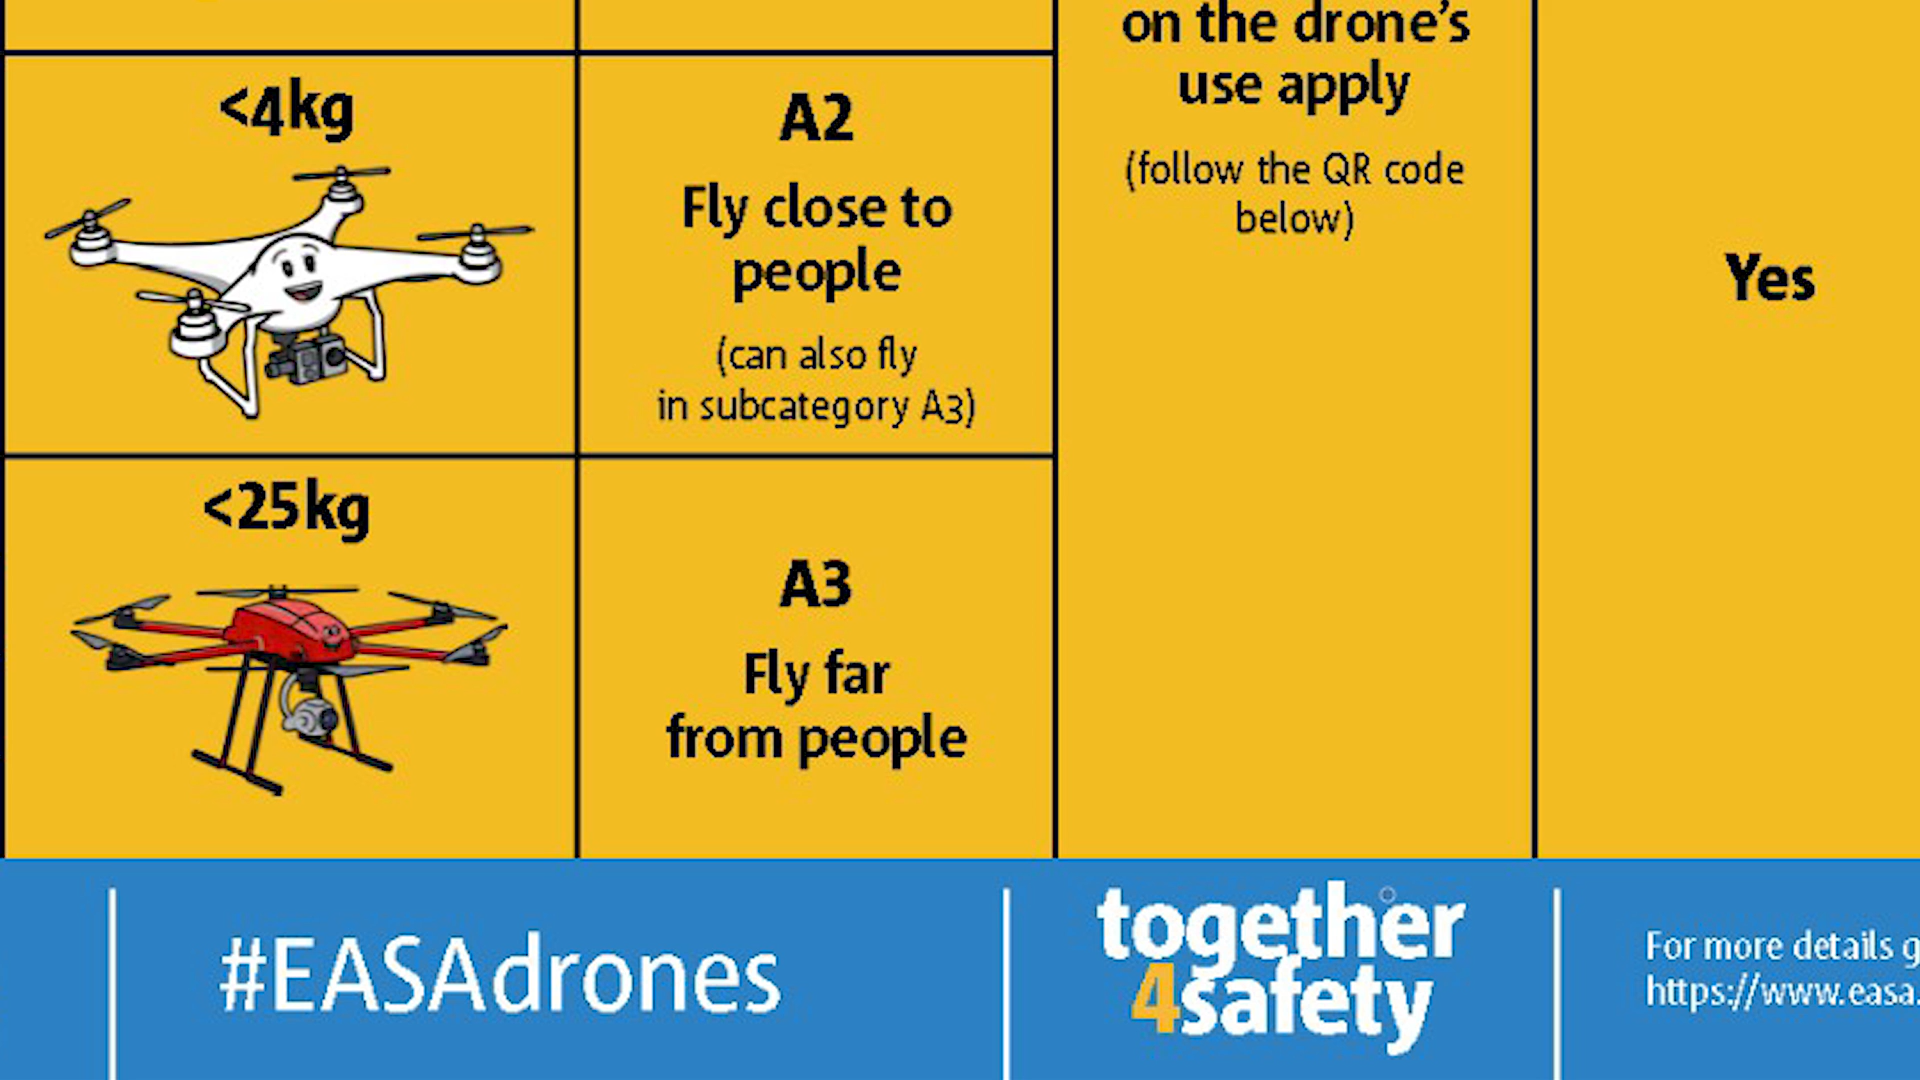 on the drone's
use apply
(follow the QR code
below)
<4kg
A2
Fly close to
people
(can also fly
in subcategory A3)
Yes
<25kg
A3
Fly far
from people
#EASAdrones
together
4safety
For more details g
https://www.easa.